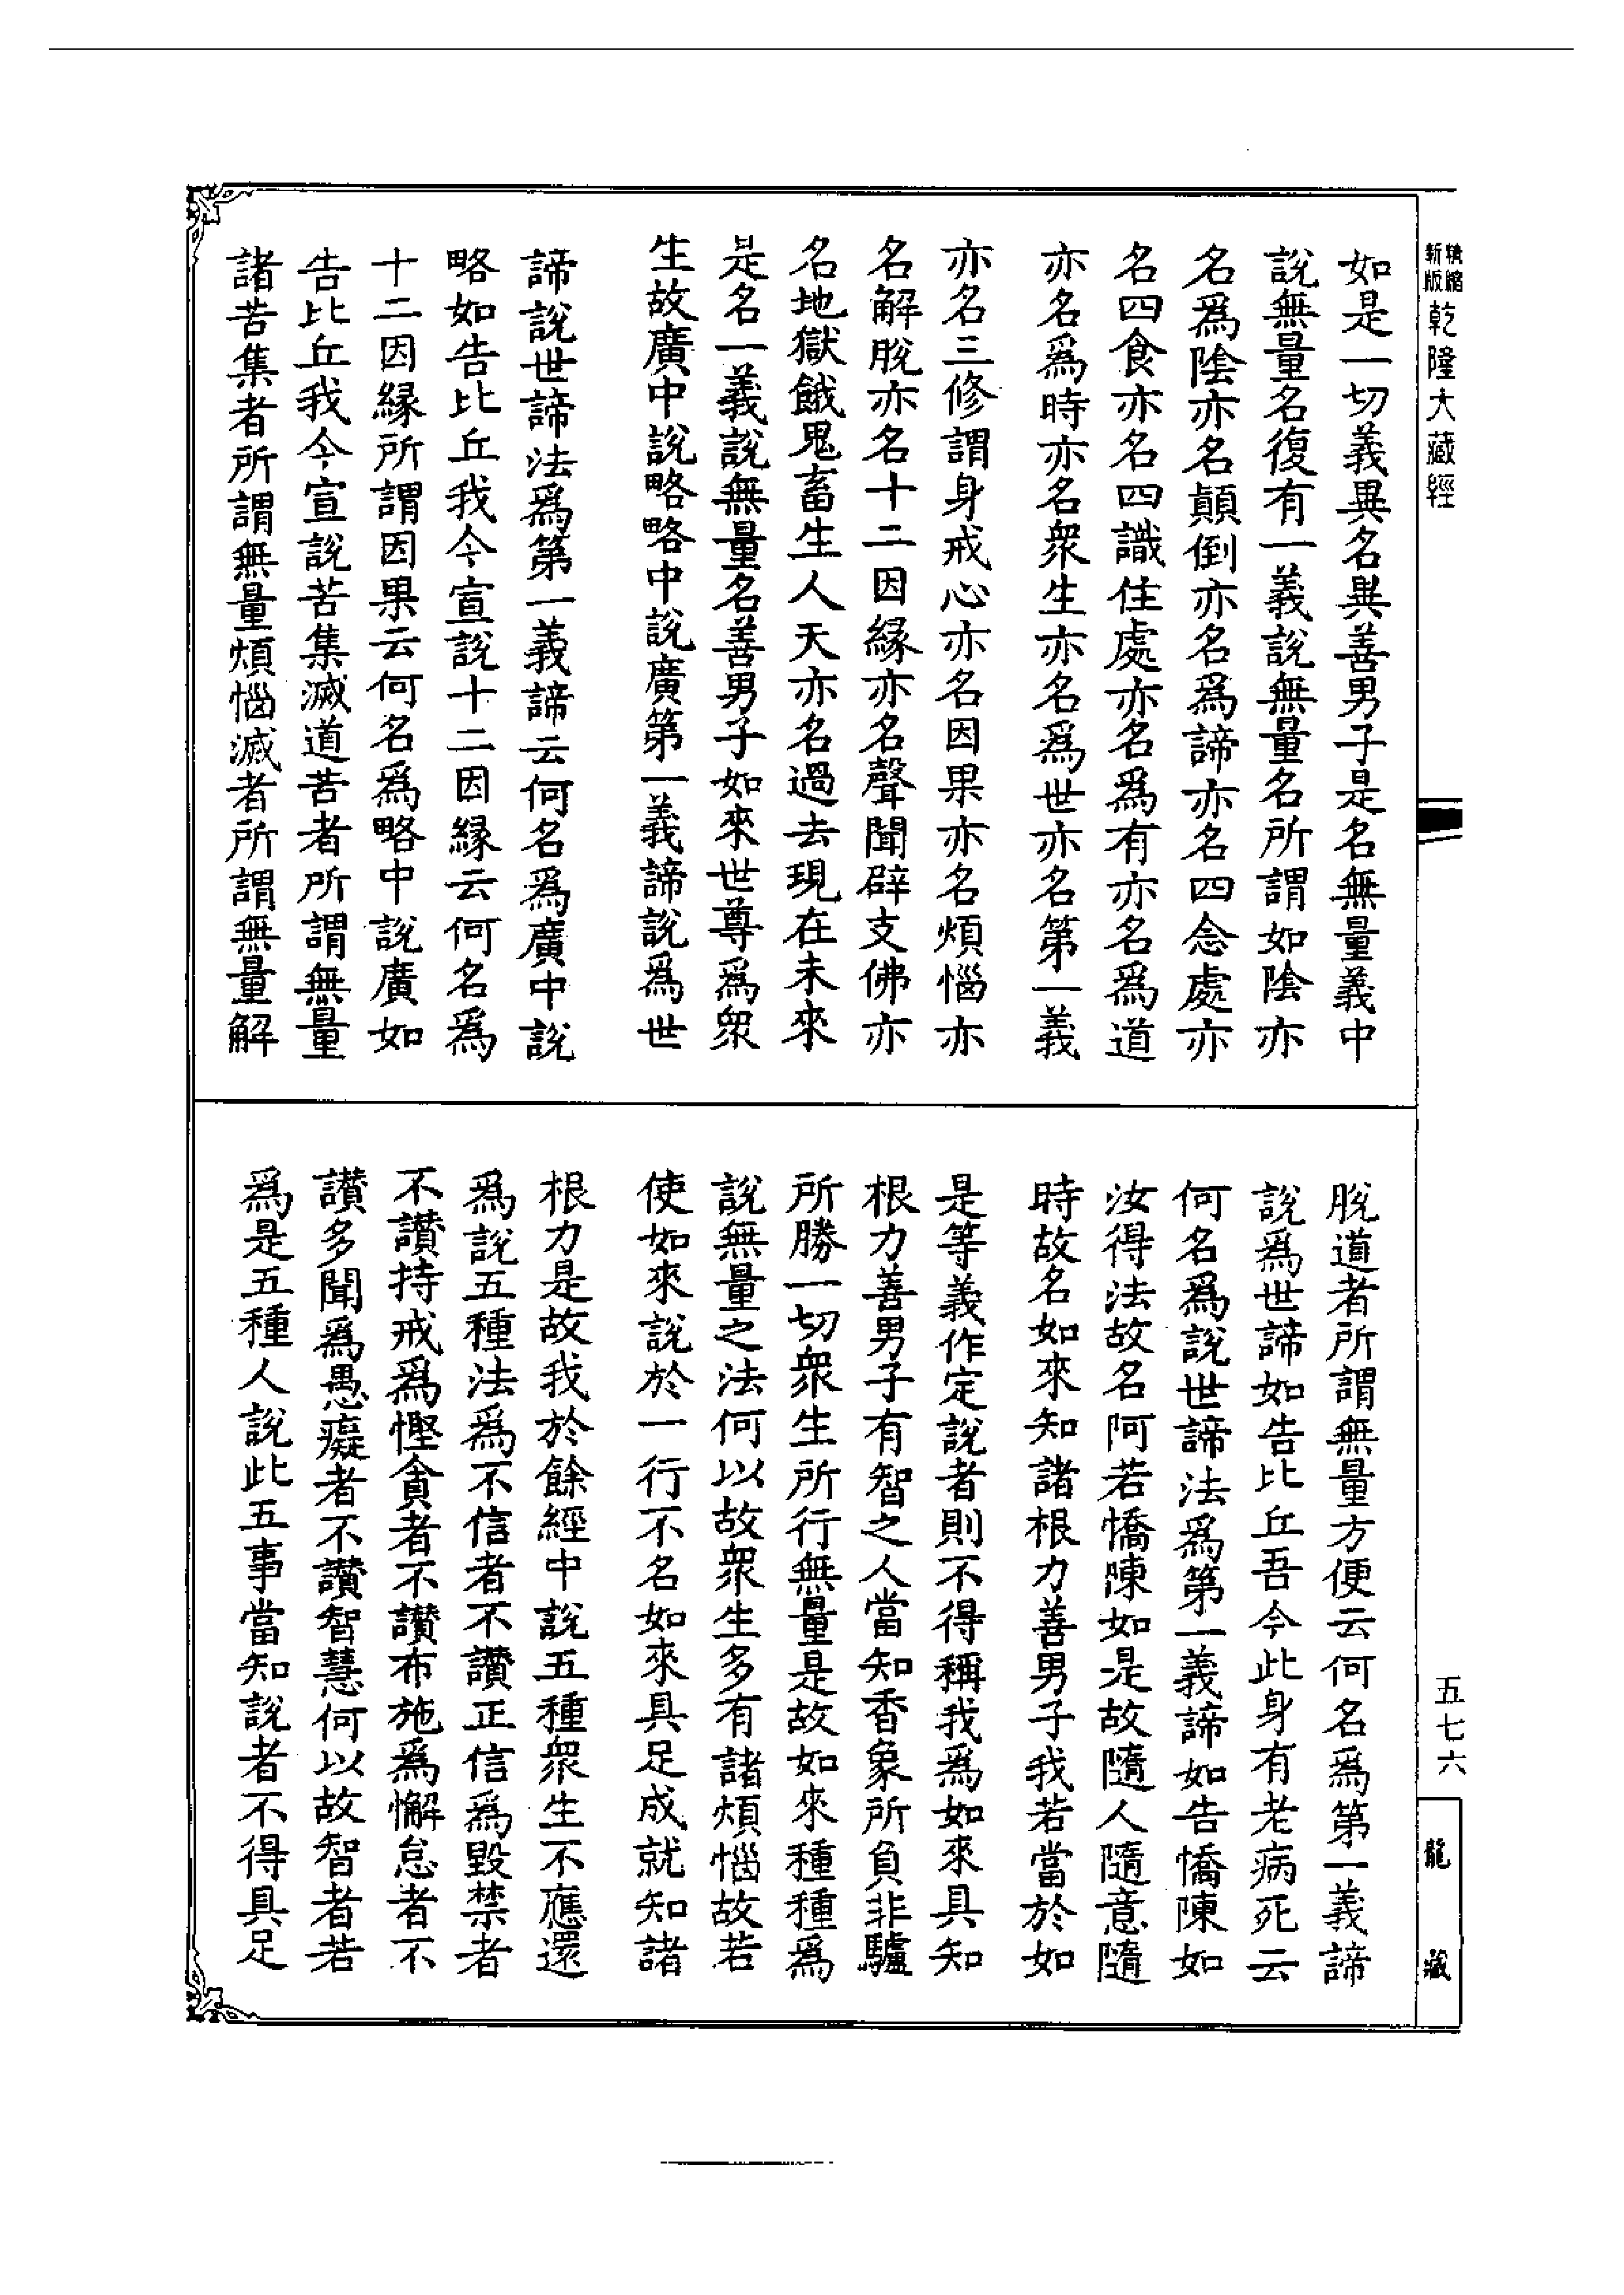 精縮新版乾隆大藏經
如是一切義異名異善男子是名無量義中
說無量名復有一義說無量名所謂如陰亦
名爲陰亦名顛倒亦名爲諦亦名四念處亦
名四食亦名四識住處亦名爲有亦名爲道
亦名爲時亦名衆生亦名爲世亦名第一義
亦名三修謂身戒心亦名因果亦名煩惱亦
名解脫亦名十二因緣亦名聲聞辟支佛亦
名地獄餓鬼畜生人天亦名過去現在未來
是名一義說無量名善男子如來世尊爲衆
生故廣中說略略中說廣第一義諦說爲世
諦說世諦法爲第一義諦云何名爲廣中說
略如告比丘我今宣說十二因緣云何名爲
十二因緣所謂因果云何名爲略中說廣如
告比丘我今宣說苦集滅道苦者所謂無量
諸苦集者所謂無量煩惱滅者所謂無量解
脫道者所謂無量方便云何名爲第一義諦
說爲世諦如告比丘吾今此身有老病死云
何名爲說世諦法爲第一義諦如告憍陳如
汝得法故名阿若憍陳如是故隨人隨意隨
時故名如來知諸根力善男子我若當於如
是等義作定說者則不得稱我爲如來具知
根力善男子有智之人當知香象所負非驢
所勝一切衆生所行無量是故如來種種爲
說無量之法何以故衆生多有諸煩惱故若
使如來說於一行不名如來具足成就知諸
根力是故我於餘經中說五種衆生不應還
爲說五種法爲不信者不讚正信爲毀禁者
不讚持戒爲慳貪者不讚布施爲懈怠者不
讚多聞爲愚癡者不讚智慧何以故智者若
爲是五種人說此五事當知說者不得具足
五七六
龍藏